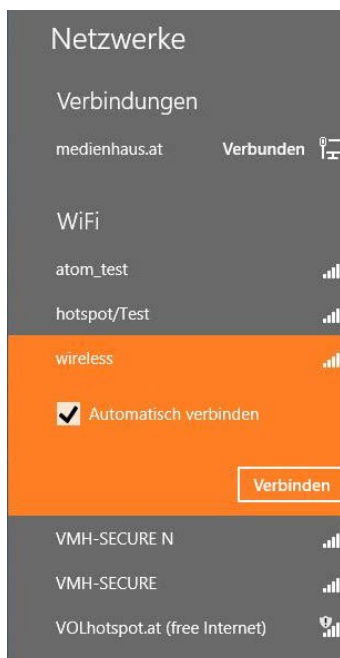 Netzwerke
Verbindungen
medienhaus.at Verbunden
WiFi
atom_test
hotspot/Test
wireless
Automatisch verbinden
Verbinden
VMH-SECURE N
VMH-SECURE
VOLhotspot.at (free Internet)